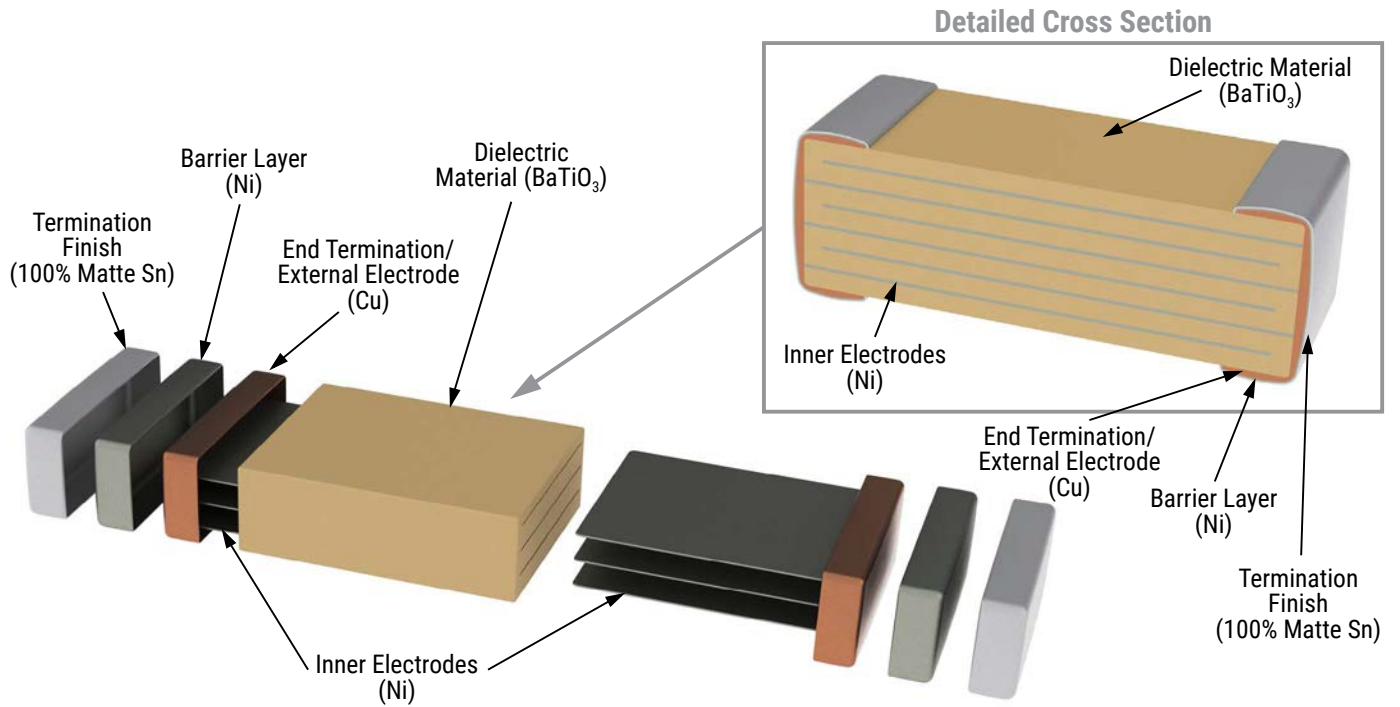 Detailed Cross Section
Dielectric Material
(BaTiO₃)
Inner Electrodes
(Ni)
End Termination/
External Electrode
(Cu)
Barrier Layer
(Ni)
Termination
Finish
(100% Matte Sn)
Termination
Finish
(100% Matte Sn)
Barrier Layer
(Ni)
End Termination/
External Electrode
(Cu)
Dielectric
Material (BaTiO₃)
Inner Electrodes
(Ni)